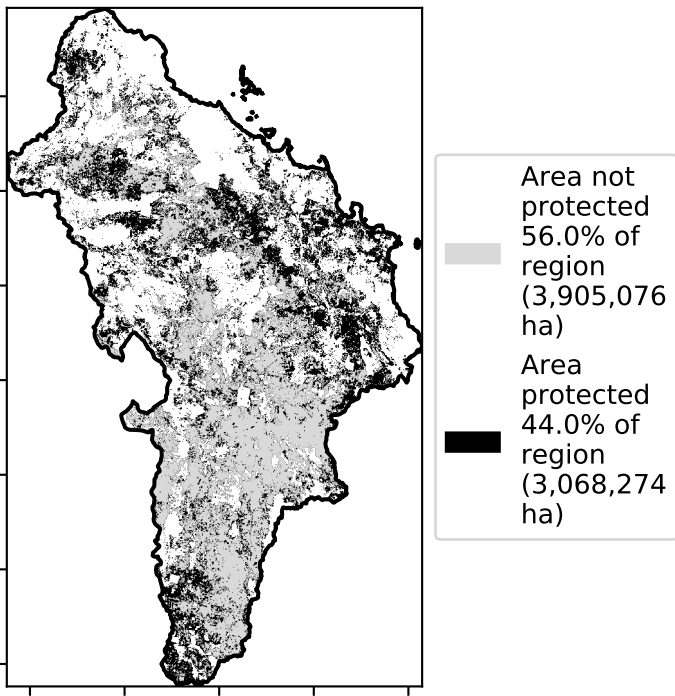 Area not
protected
56.0% of
region
(3,905,076
ha)
Area
protected
44.0% of
region
(3,068,274
ha)